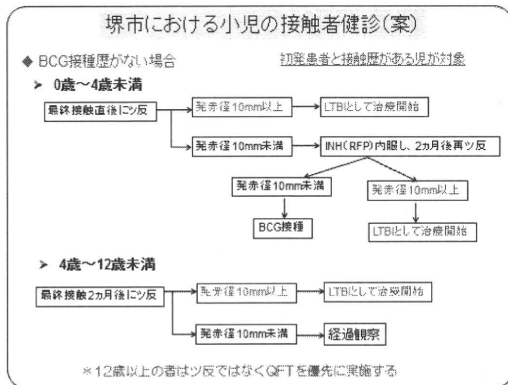 堺市における小児の接触者健診(案)
◆ BCG接種歴がない場合
初発患者と接触歴がある児が対象
➤ 0歳～4歳未満
最終接触直後にツ反
発赤径10mm以上
LTBIとして治療開始
発赤径10mm未満
INH(RFP)内服し、2ヵ月後再ツ反
発赤径10mm未満
発赤径10mm以上
BCG接種
LTBIとして治療開始
➤ 4歳～12歳未満
最終接触2ヵ月後にツ反
発赤径10mm以上
LTBIとして治療開始
発赤径10mm未満
経過観察
＊12歳以上の者はツ反ではなくQFTを優先に実施する